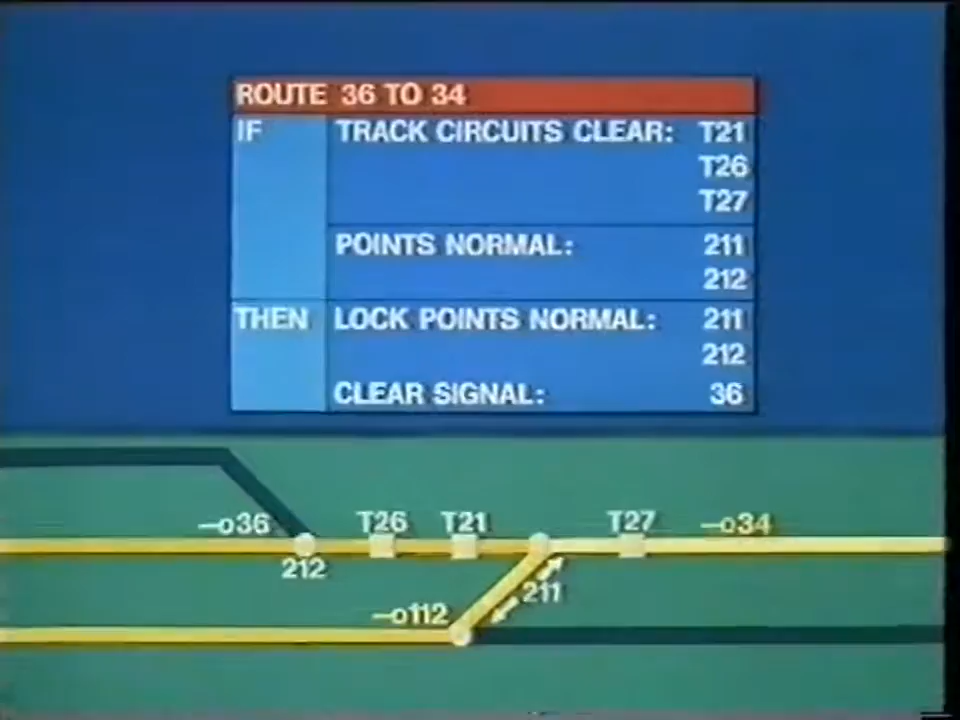 ROUTE 36 TO 34
IF TRACK CIRCUITS CLEAR: T21
T26
T27
POINTS NORMAL: 211
212
THEN LOCK POINTS NORMAL: 211
212
CLEAR SIGNAL: 36
36 T26 T21 T27 34
212
211
112